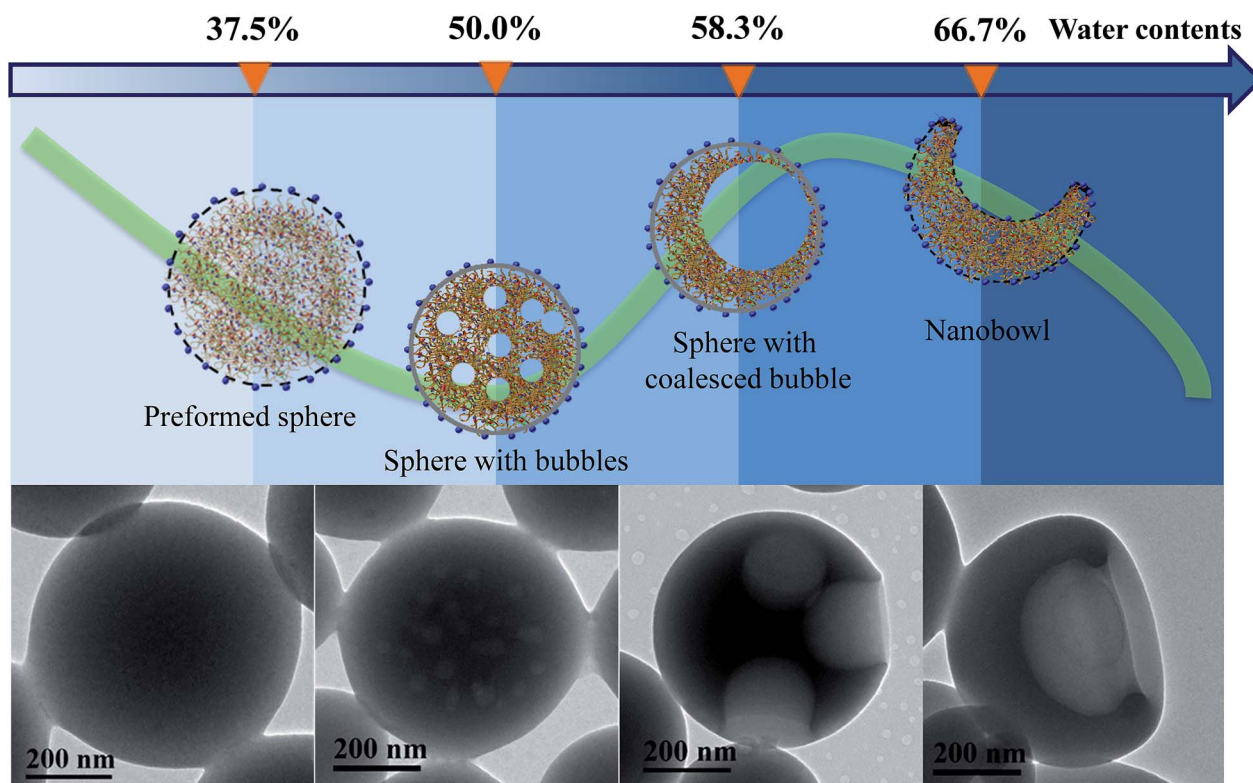 37.5% 50.0% 58.3% 66.7% Water contents
Preformed sphere
Sphere with bubbles
Sphere with
coalesced bubble
Nanobowl
200 nm 200 nm 200 nm 200 nm